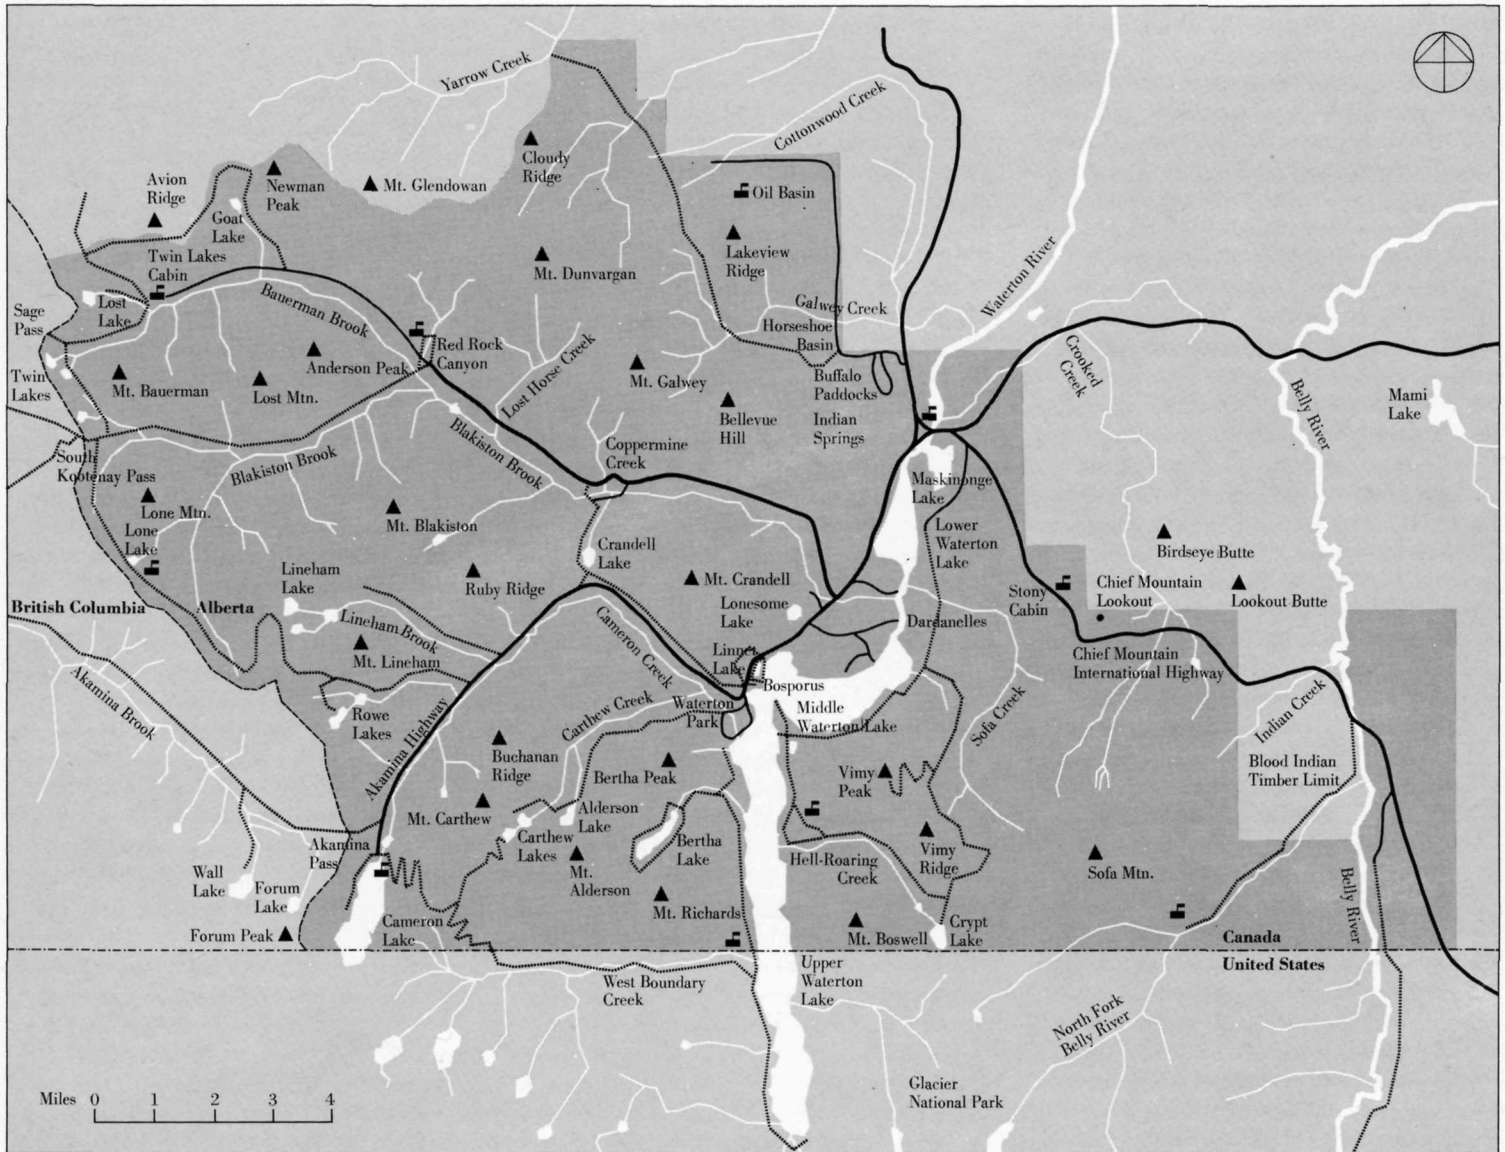 Yarrow Creek
Cottonwood Creek
Cloudy
Ridge
Avion
Ridge
Newman
Peak
Mt. Glendowan
Oil Basin
Goat
Lake
Lakeview
Ridge
Twin Lakes
Cabin
Mt. Dunvargan
Waterton River
Bauerman Brook
Lost
Lake
Sage
Pass
Galwey Creek
Horseshoe
Basin
Red Rock
Canyon
Anderson Peak
Lost Horse Creek
Crooked
Creek
Twin
Lakes
Mt. Bauerman
Lost Mtn.
Mt. Galwey
Buffalo
Paddocks
Belly River
Mami
Lake
Bellevue
Hill
Indian
Springs
Blakiston Brook
Coppermine
Creek
South
Kootenay Pass
Blakiston Brook
Maskinonge
Lake
Lone Mtn.
Lone
Lake
Mt. Blakiston
Lower
Waterton
Lake
Birdseye Butte
Crandell
Lake
Lineham
Lake
Ruby Ridge
Mt. Crandell
Stony
Cabin
Chief Mountain
Lookout
Lookout Butte
British Columbia
Alberta
Lonesome
Lake
Lineham Brook
Cameron Creek
Dardanelles
Mt. Lineham
Linnet
Lake
Chief Mountain
International Highway
Akamina Brook
Bosporus
Rowe
Lakes
Akamina Highway
Carthew Creek
Waterton
Park
Middle
Waterton Lake
Sofa Creek
Indian Creek
Buchanan
Ridge
Bertha Peak
Vimy
Peak
Blood Indian
Timber Limit
Mt. Carthew
Alderson
Lake
Akamina
Pass
Carthew
Lakes
Bertha
Lake
Hell-Roaring
Creek
Vimy
Ridge
Wall
Lake
Forum
Lake
Mt.
Alderson
Sofa Mtn.
Belly River
Mt. Richards
Forum Peak
Cameron
Lake
Mt. Boswell
Crypt
Lake
Canada
United States
West Boundary
Creek
Upper
Waterton
Lake
North Fork
Belly River
Glacier
National Park
Miles 0 1 2 3 4